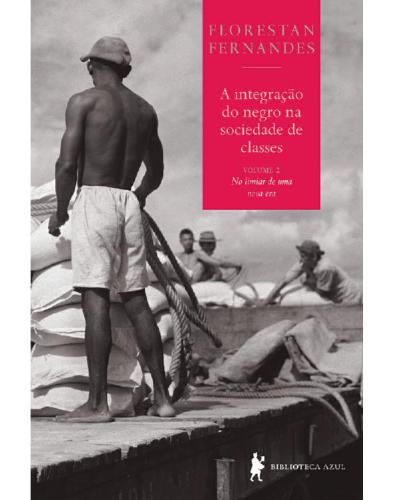 FLORESTAN
FERNANDES
A integração
do negro na
sociedade de
classes
VOLUME 2
No limiar de uma
nova era
BIBLIOTECA AZUL